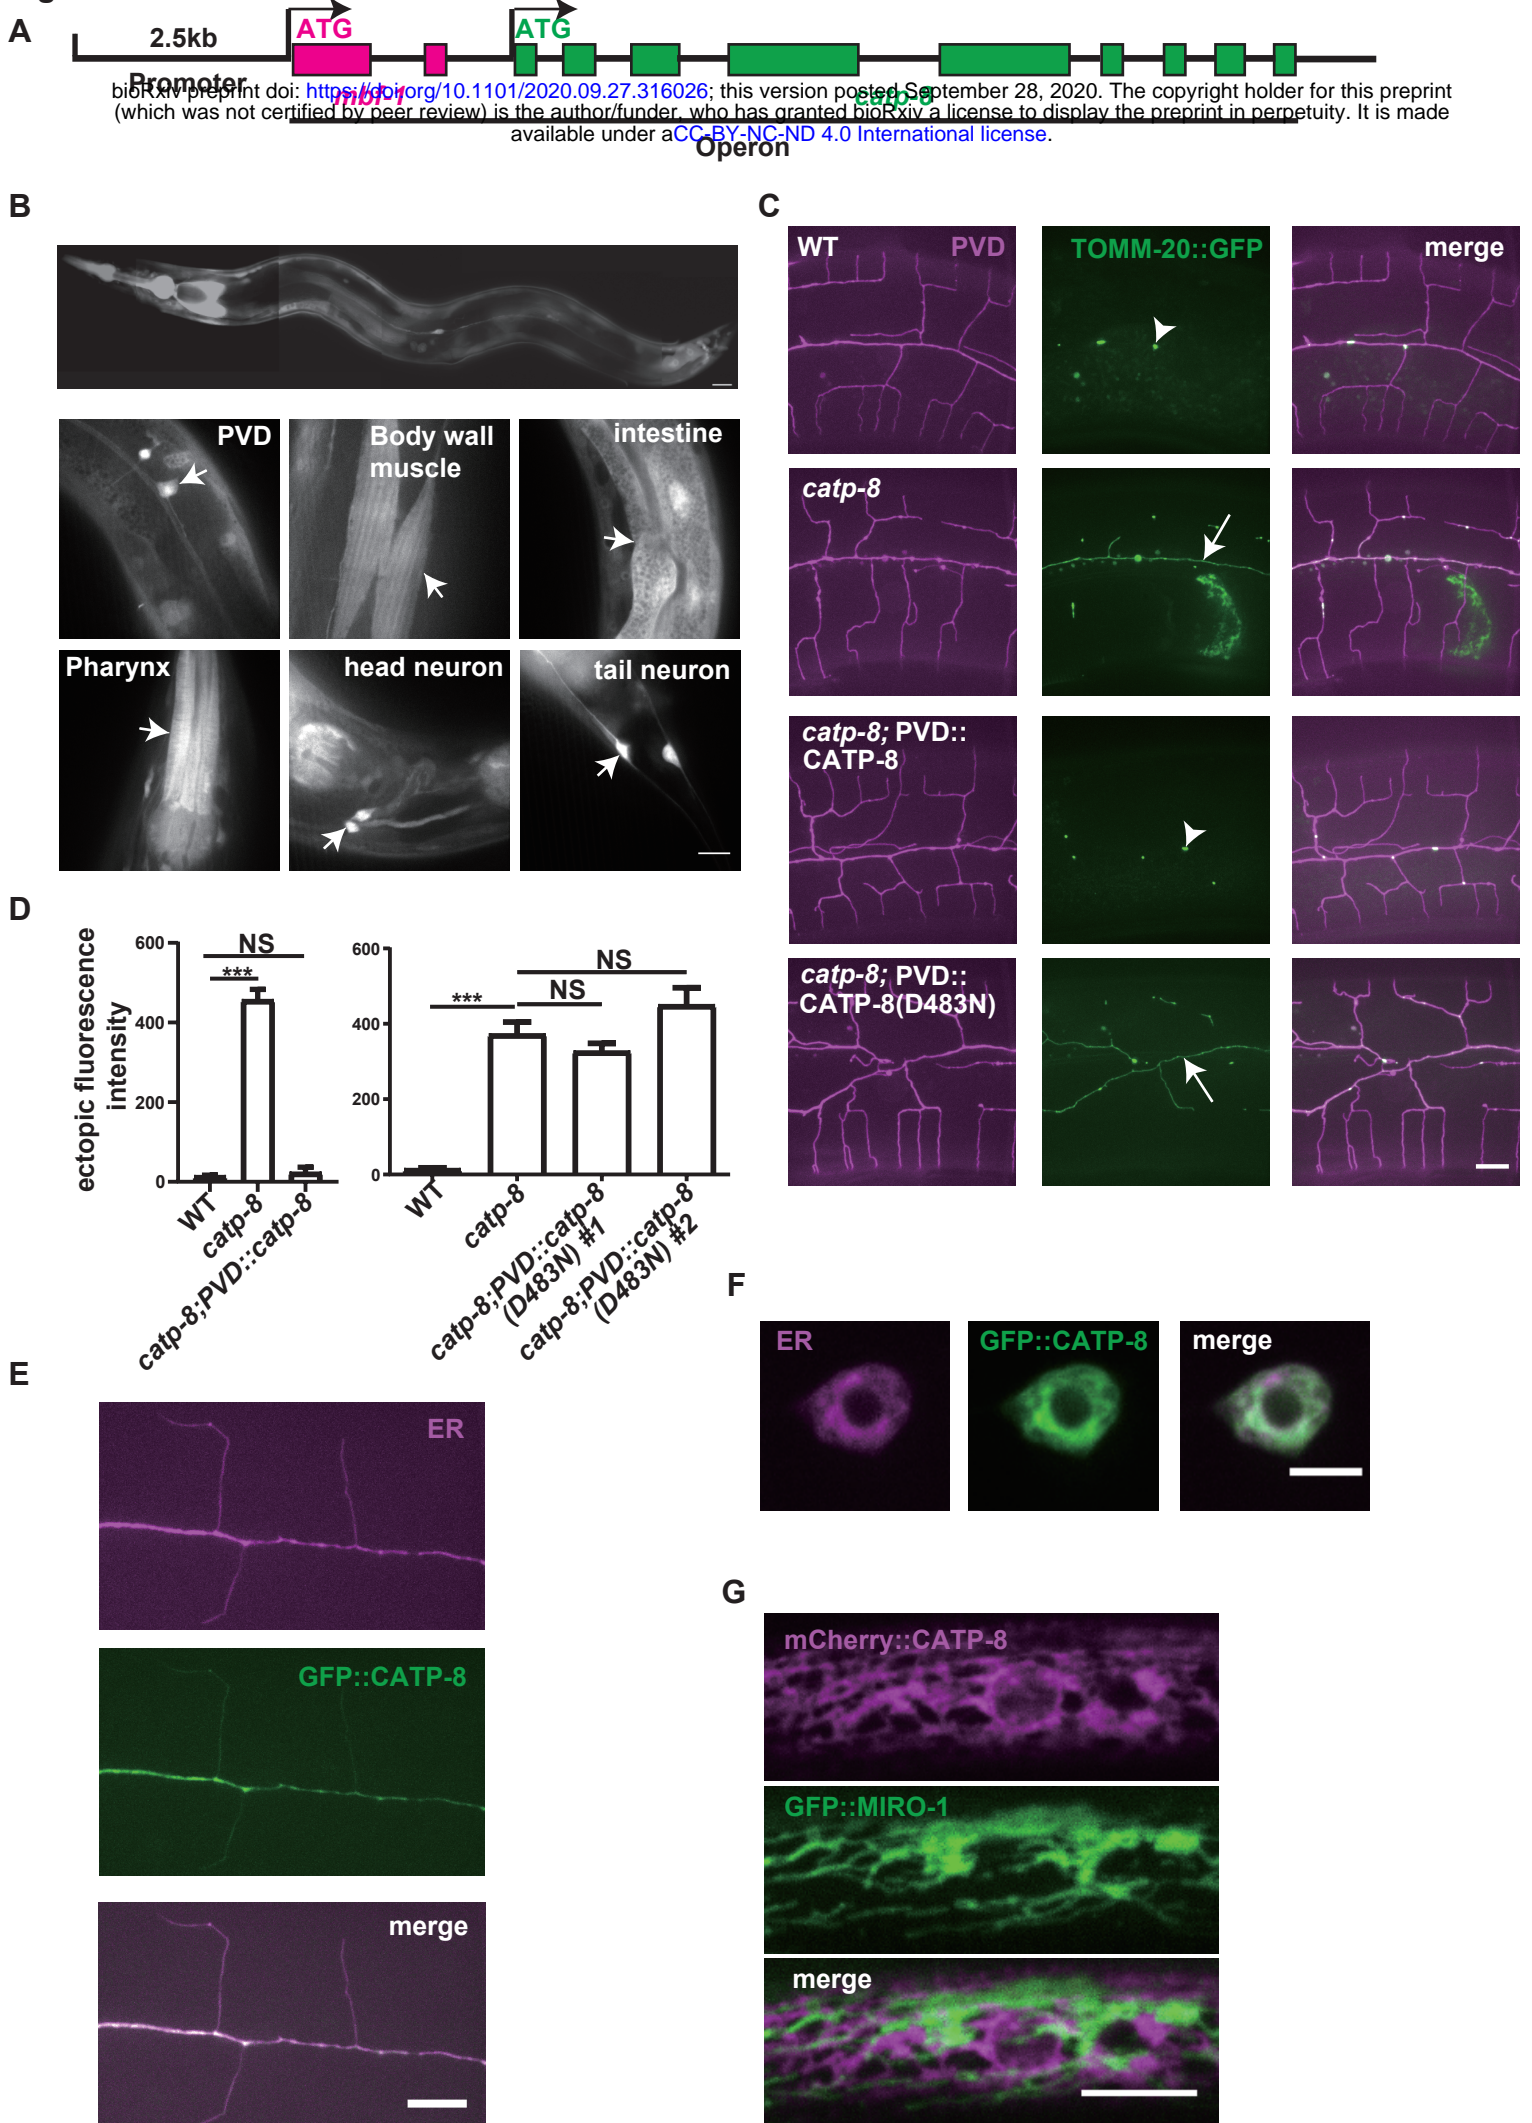 A
2.5kb
Promoter
ATG
ATG
mbf-1
catp-8
Operon
bioRxiv preprint doi: https://doi.org/10.1101/2020.09.27.316026; this version posted September 28, 2020. The copyright holder for this preprint
(which was not certified by peer review) is the author/funder, who has granted bioRxiv a license to display the preprint in perpetuity. It is made
available under aCC-BY-NC-ND 4.0 International license.
B
PVD
Body wall
muscle
intestine
Pharynx
head neuron
tail neuron
C
WT
PVD
TOMM-20::GFP
merge
catp-8
catp-8; PVD::
CATP-8
catp-8; PVD::
CATP-8(D483N)
D
ectopic fluorescence
intensity
600
400
200
0
NS
***
WT
catp-8
catp-8;PVD::catp-8
600
400
200
0
NS
NS
***
WT
catp-8
catp-8;PVD::catp-8
(D483N) #1
catp-8;PVD::catp-8
(D483N) #2
E
ER
GFP::CATP-8
merge
F
ER
GFP::CATP-8
merge
G
mCherry::CATP-8
GFP::MIRO-1
merge